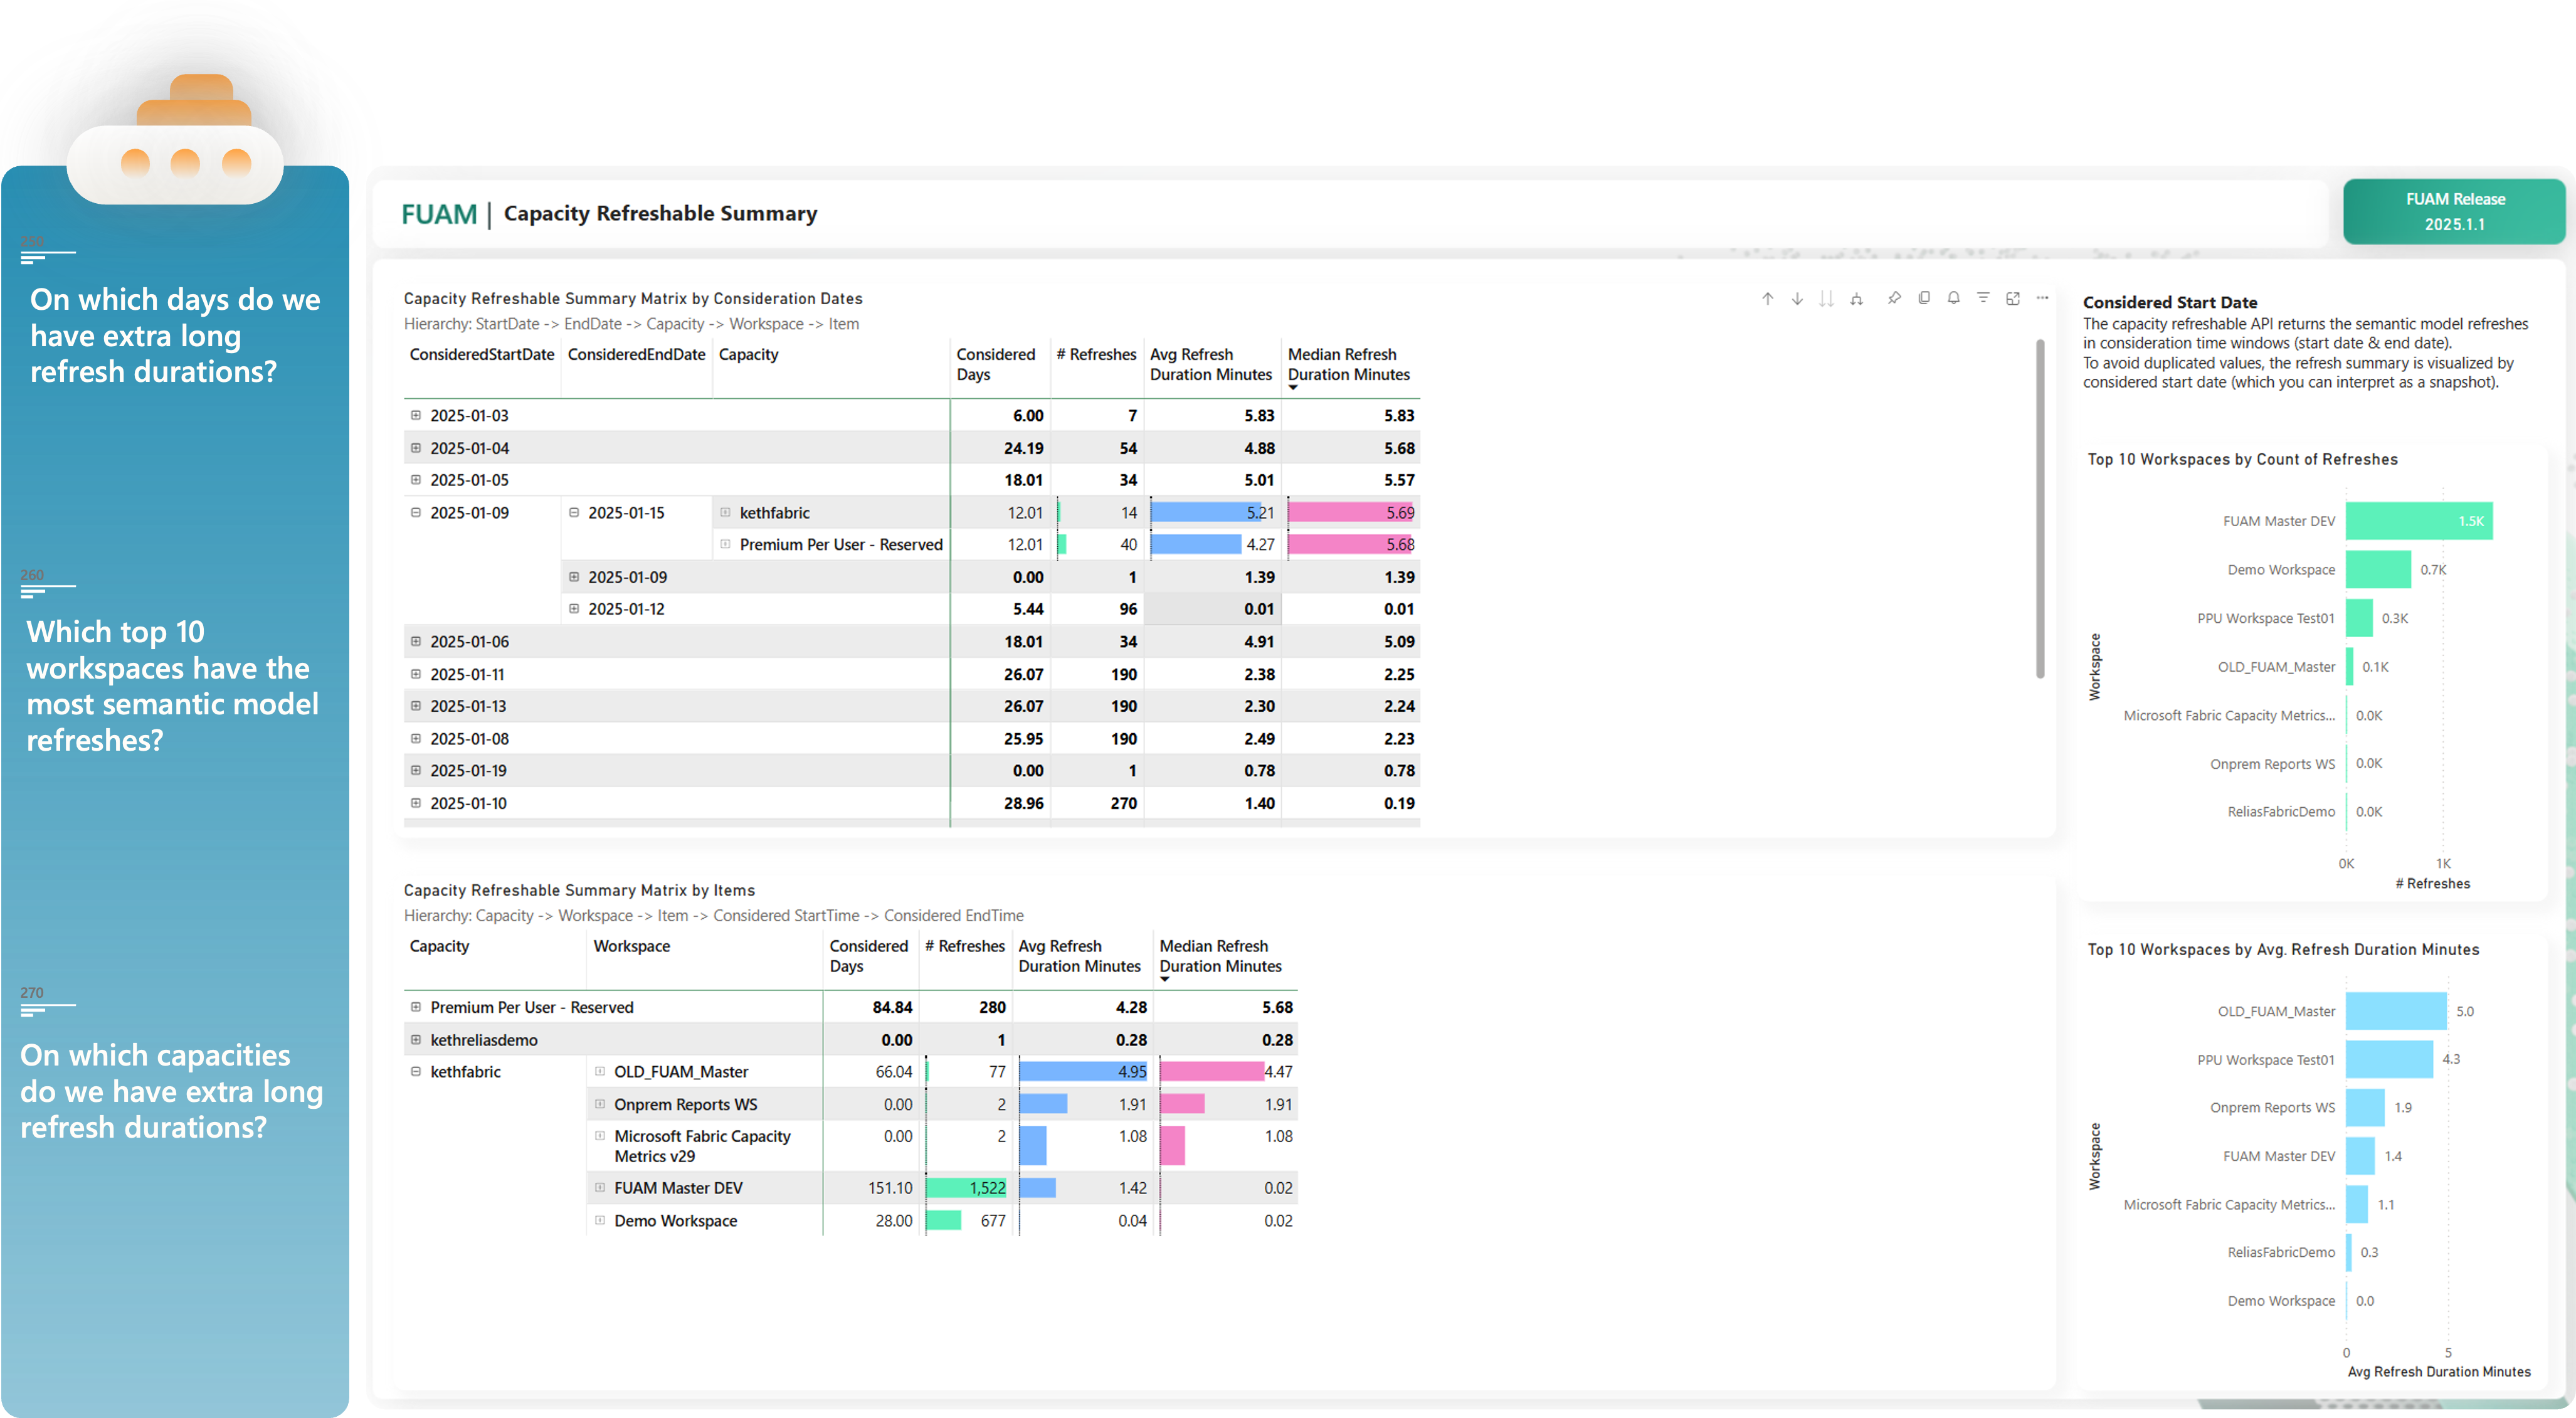 250
On which days do we
have extra long
refresh durations?
260
Which top 10
workspaces have the
most semantic model
refreshes?
270
On which capacities
do we have extra long
refresh durations?
FUAM | Capacity Refreshable Summary
FUAM Release
2025.1.1
Capacity Refreshable Summary Matrix by Consideration Dates
Hierarchy: StartDate -> EndDate -> Capacity -> Workspace -> Item
ConsideredStartDate ConsideredEndDate Capacity Considered # Refreshes Avg Refresh Median Refresh
Days Duration Minutes Duration Minutes
2025-01-03 6.00 7 5.83 5.83
2025-01-04 24.19 54 4.88 5.68
2025-01-05 18.01 34 5.01 5.57
2025-01-09 2025-01-15 kethfabric 12.01 14 5.21 5.69
Premium Per User - Reserved 12.01 40 4.27 5.68
2025-01-09 0.00 1 1.39 1.39
2025-01-12 5.44 96 0.01 0.01
2025-01-06 18.01 34 4.91 5.09
2025-01-11 26.07 190 2.38 2.25
2025-01-13 26.07 190 2.30 2.24
2025-01-08 25.95 190 2.49 2.23
2025-01-19 0.00 1 0.78 0.78
2025-01-10 28.96 270 1.40 0.19
Capacity Refreshable Summary Matrix by Items
Hierarchy: Capacity -> Workspace -> Item -> Considered StartTime -> Considered EndTime
Capacity Workspace Considered # Refreshes Avg Refresh Median Refresh
Days Duration Minutes Duration Minutes
Premium Per User - Reserved 84.84 280 4.28 5.68
kethreliasdemo 0.00 1 0.28 0.28
kethfabric OLD_FUAM_Master 66.04 77 4.95 4.47
Onprem Reports WS 0.00 2 1.91 1.91
Microsoft Fabric Capacity 0.00 2 1.08 1.08
Metrics v29
FUAM Master DEV 151.10 1,522 1.42 0.02
Demo Workspace 28.00 677 0.04 0.02
Considered Start Date
The capacity refreshable API returns the semantic model refreshes
in consideration time windows (start date & end date).
To avoid duplicated values, the refresh summary is visualized by
considered start date (which you can interpret as a snapshot).
Top 10 Workspaces by Count of Refreshes
Workspace
FUAM Master DEV 1.5K
Demo Workspace 0.7K
PPU Workspace Test01 0.3K
OLD_FUAM_Master 0.1K
Microsoft Fabric Capacity Metrics... 0.0K
Onprem Reports WS 0.0K
ReliasFabricDemo 0.0K
0K 1K
# Refreshes
Top 10 Workspaces by Avg. Refresh Duration Minutes
Workspace
OLD_FUAM_Master 5.0
PPU Workspace Test01 4.3
Onprem Reports WS 1.9
FUAM Master DEV 1.4
Microsoft Fabric Capacity Metrics... 1.1
ReliasFabricDemo 0.3
Demo Workspace 0.0
0 5
Avg Refresh Duration Minutes